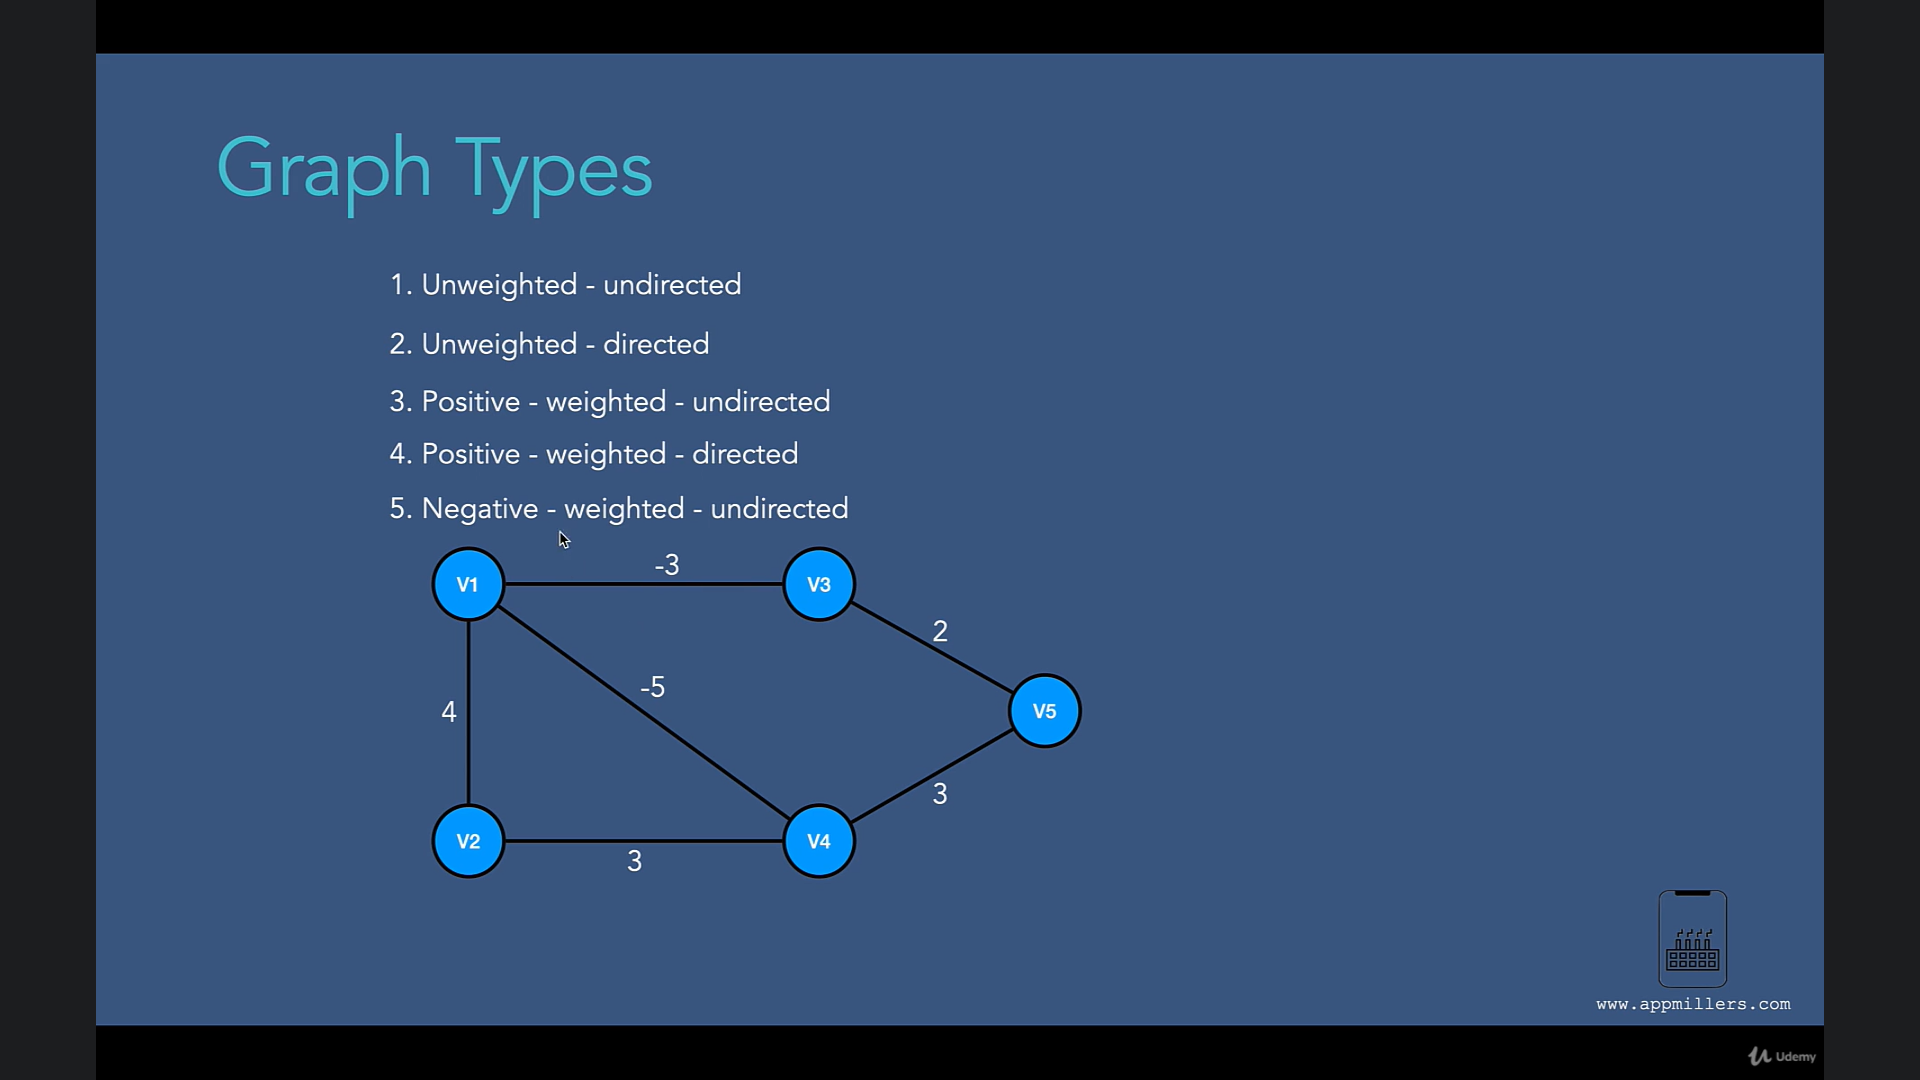 Graph Types
1. Unweighted - undirected
2. Unweighted - directed
3. Positive - weighted - undirected
4. Positive - weighted - directed
5. Negative - weighted - undirected
-3
V1
V3
2
-5
4
V5
3
V2
V4
3
www.appmillers.com
Udemy